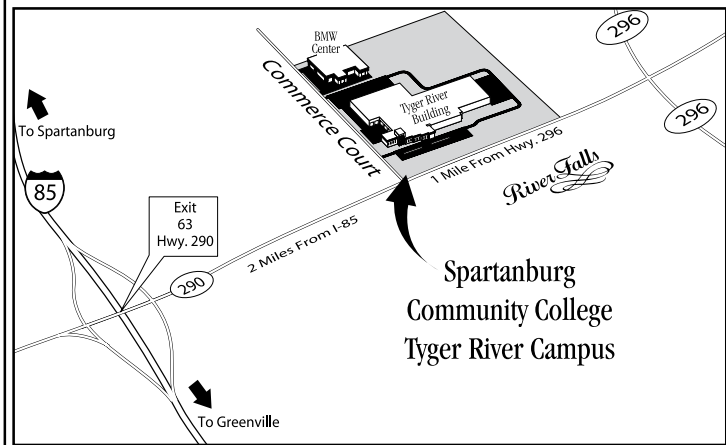 BMW
Center
296
Commerce Court
Tyger River
Building
To Spartanburg
296
1 Mile From Hwy. 296
85
River Falls
Exit
63
Hwy. 290
2 Miles From I-85
290
Spartanburg
Community College
Tyger River Campus
To Greenville